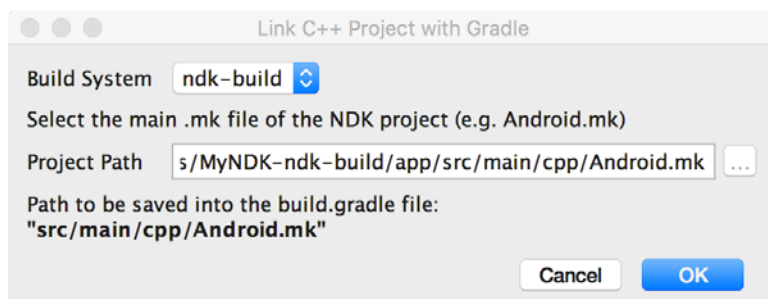 Link C++ Project with Gradle
Build System ndk-build
Select the main .mk file of the NDK project (e.g. Android.mk)
Project Path s/MyNDK-ndk-build/app/src/main/cpp/Android.mk ...
Path to be saved into the build.gradle file:
"src/main/cpp/Android.mk"
Cancel OK